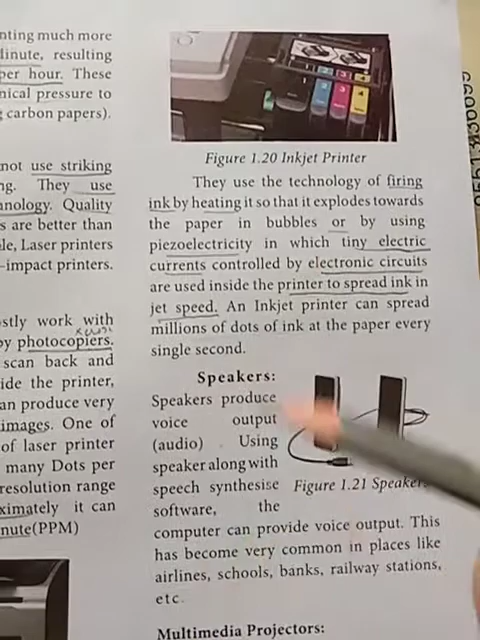 nting much more
linute, resulting
per hour. These
nical pressure to
g carbon papers).
not use striking
ng. They use
nology. Quality
s are better than
le, Laser printers
-impact printers.
ostly work with
by photocopiers.
scan back and
ide the printer,
an produce very
images. One of
of laser printer
many Dots per
resolution range
ximately it can
nute(PPM)
Figure 1.20 Inkjet Printer
They use the technology of firing
ink by heating it so that it explodes towards
the paper in bubbles or by using
piezoelectricity in which tiny electric
currents controlled by electronic circuits
are used inside the printer to spread ink in
jet speed. An Inkjet printer can spread
millions of dots of ink at the paper every
single second.
Speakers:
Speakers produce
voice output
(audio) . Using
speaker along with
speech synthesise
software, the
computer can provide voice output. This
has become very common in places like
airlines, schools, banks, railway stations,
etc.
Figure 1.21 Speaker
Multimedia Projectors: